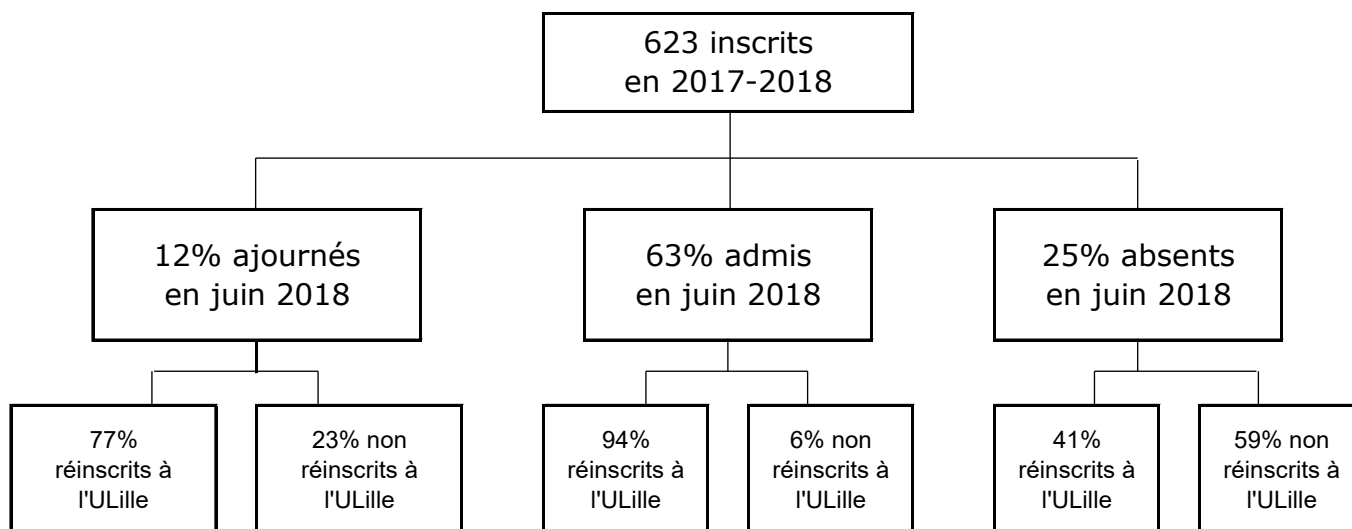 623 inscrits
en 2017-2018
12% ajournés
en juin 2018
63% admis
en juin 2018
25% absents
en juin 2018
77%
réinscrits à
l'ULille
23% non
réinscrits à
l'ULille
94%
réinscrits à
l'ULille
6% non
réinscrits à
l'ULille
41%
réinscrits à
l'ULille
59% non
réinscrits à
l'ULille